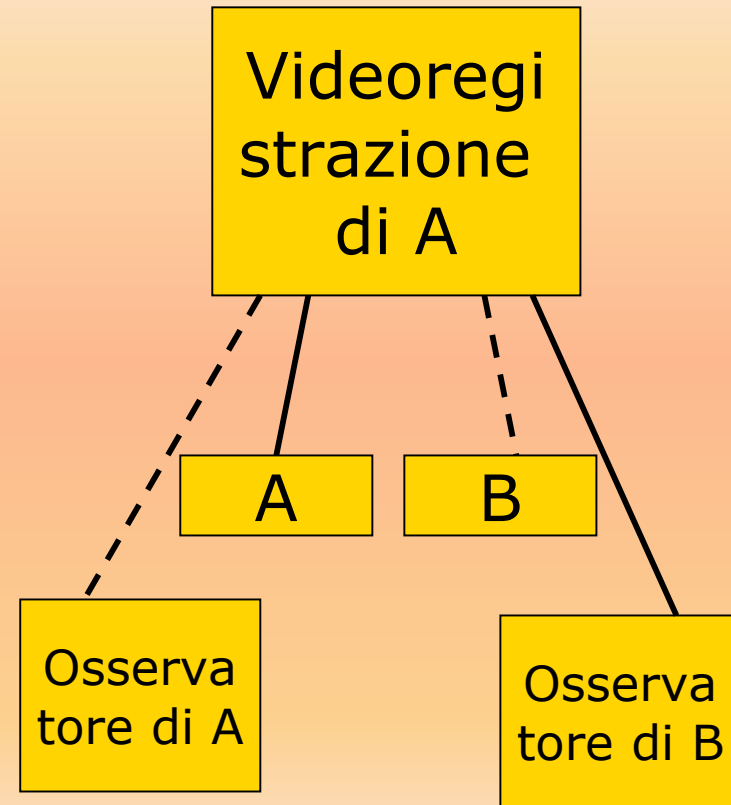 Videoregi
strazione
di A
A
B
Osserva
tore di A
Osserva
tore di B